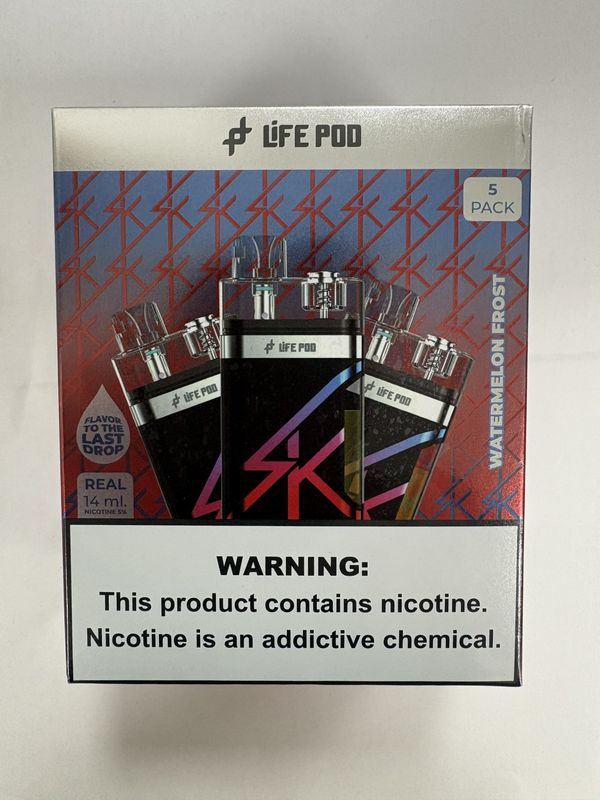 LiFE POD
5
PACK
WATERMELON FROST
LiFE POD
LiFE POD
LiFE POD
SK
FLAVOR
TO THE
LAST
DROP
REAL
14 ml.
NICOTINE 5%
WARNING:
This product contains nicotine.
Nicotine is an addictive chemical.